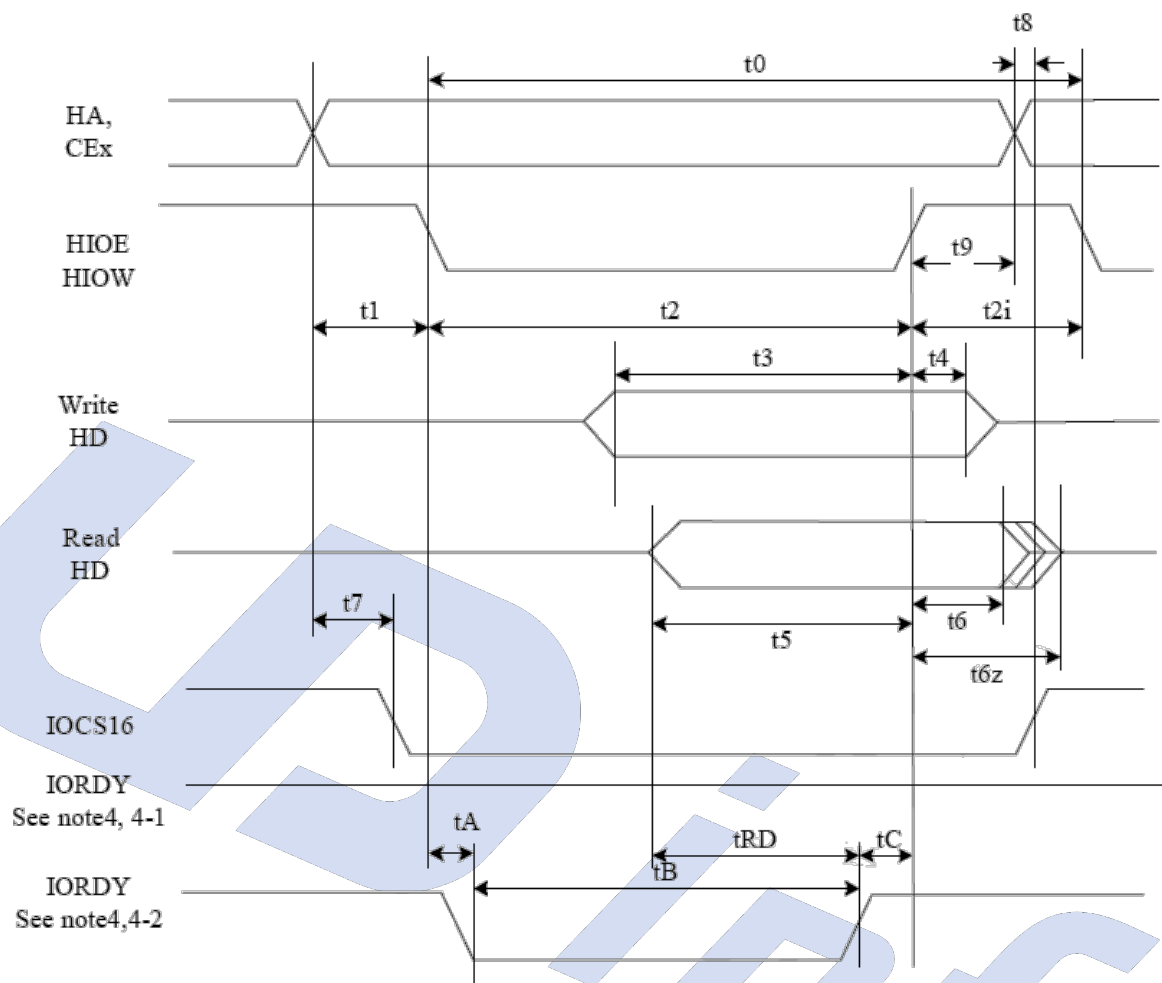 t8
t0
HA,
CEx
HIOE
HIOW
t9
t1
t2
t2i
t3
t4
Write
HD
Read
HD
t7
t6
t5
t6z
IOCS16
IORDY
See note4, 4-1
tA
tRD
tC
tB
IORDY
See note4,4-2